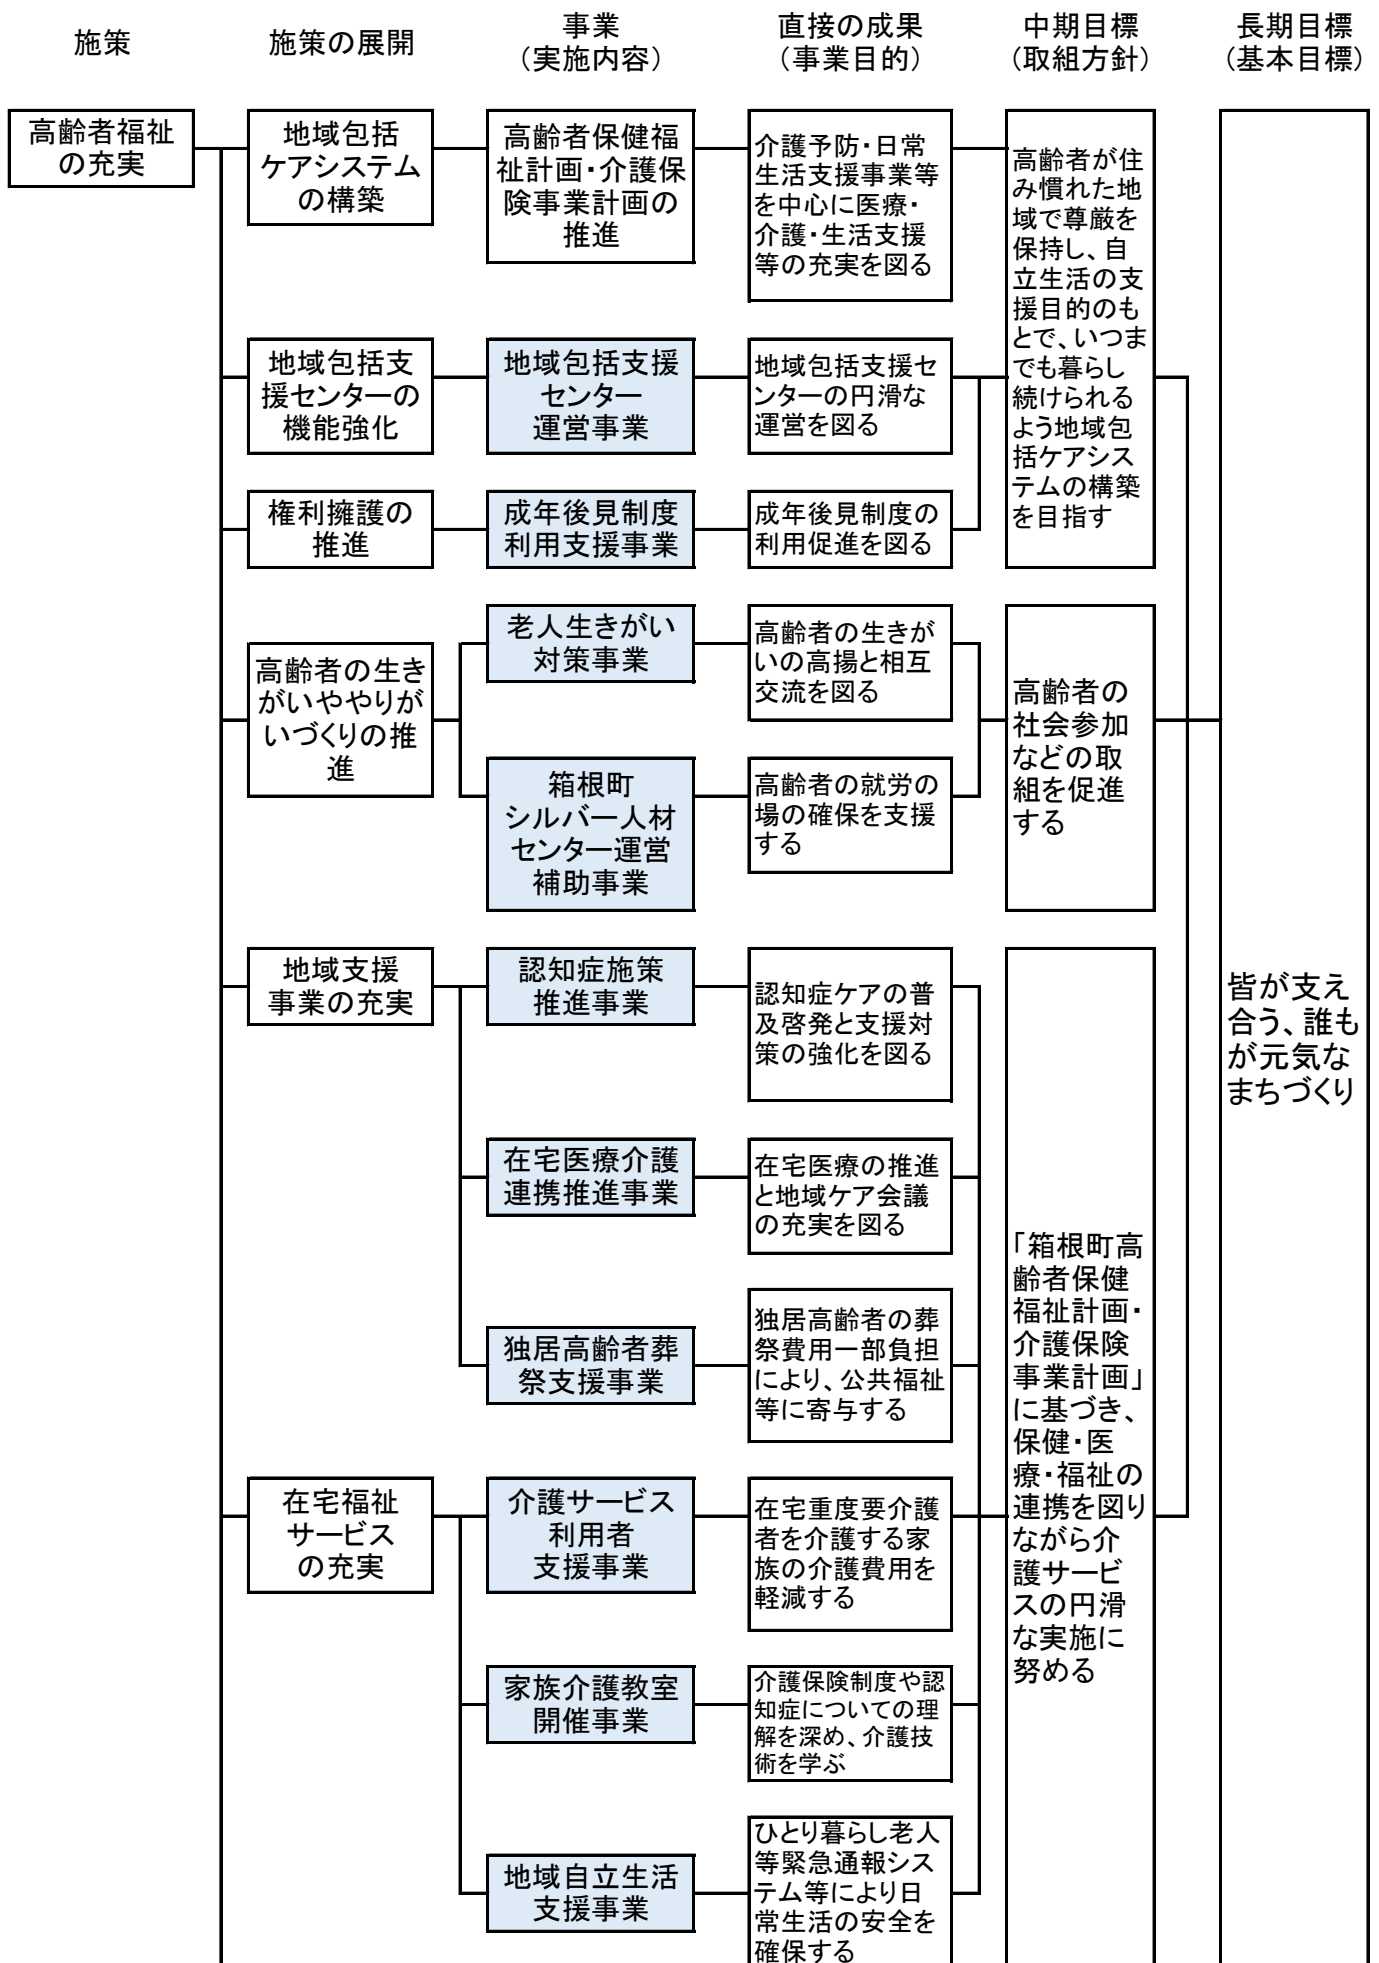 施策
施策の展開
事業
（実施内容）
直接の成果
（事業目的）
中期目標
（取組方針）
長期目標
（基本目標）
高齢者福祉
の充実
地域包括
ケアシステム
の構築
高齢者保健福
祉計画・介護保
険事業計画の
推進
介護予防・日常
生活支援事業等
を中心に医療・
介護・生活支援
等の充実を図る
高齢者が住
み慣れた地
域で尊厳を
保持し、自
立生活の支
援目的のも
とで、いつま
でも暮らし
続けられる
よう地域包
括ケアシス
テムの構築
を目指す
地域包括支
援センターの
機能強化
地域包括支援
センター
運営事業
地域包括支援セ
ンターの円滑な
運営を図る
権利擁護の
推進
成年後見制度
利用支援事業
成年後見制度の
利用促進を図る
高齢者の生き
がいややりが
いづくりの推
進
老人生きがい
対策事業
高齢者の生きが
いの高揚と相互
交流を図る
高齢者の
社会参加
などの取
組を促進
する
箱根町
シルバー人材
センター運営
補助事業
高齢者の就労の
場の確保を支援
する
地域支援
事業の充実
認知症施策
推進事業
認知症ケアの普
及啓発と支援対
策の強化を図る
皆が支え
合う、誰も
が元気な
まちづくり
在宅医療介護
連携推進事業
在宅医療の推進
と地域ケア会議
の充実を図る
「箱根町高
齢者保健
福祉計画・
介護保険
事業計画」
に基づき、
保健・医
療・福祉の
連携を図り
ながら介
護サービ
スの円滑
な実施に
努める
独居高齢者葬
祭支援事業
独居高齢者の葬
祭費用一部負担
により、公共福祉
等に寄与する
在宅福祉
サービス
の充実
介護サービス
利用者
支援事業
在宅重度要介護
者を介護する家
族の介護費用を
軽減する
家族介護教室
開催事業
介護保険制度や認
知症についての理
解を深め、介護技
術を学ぶ
地域自立生活
支援事業
ひとり暮らし老人
等緊急通報シス
テム等により日
常生活の安全を
確保する